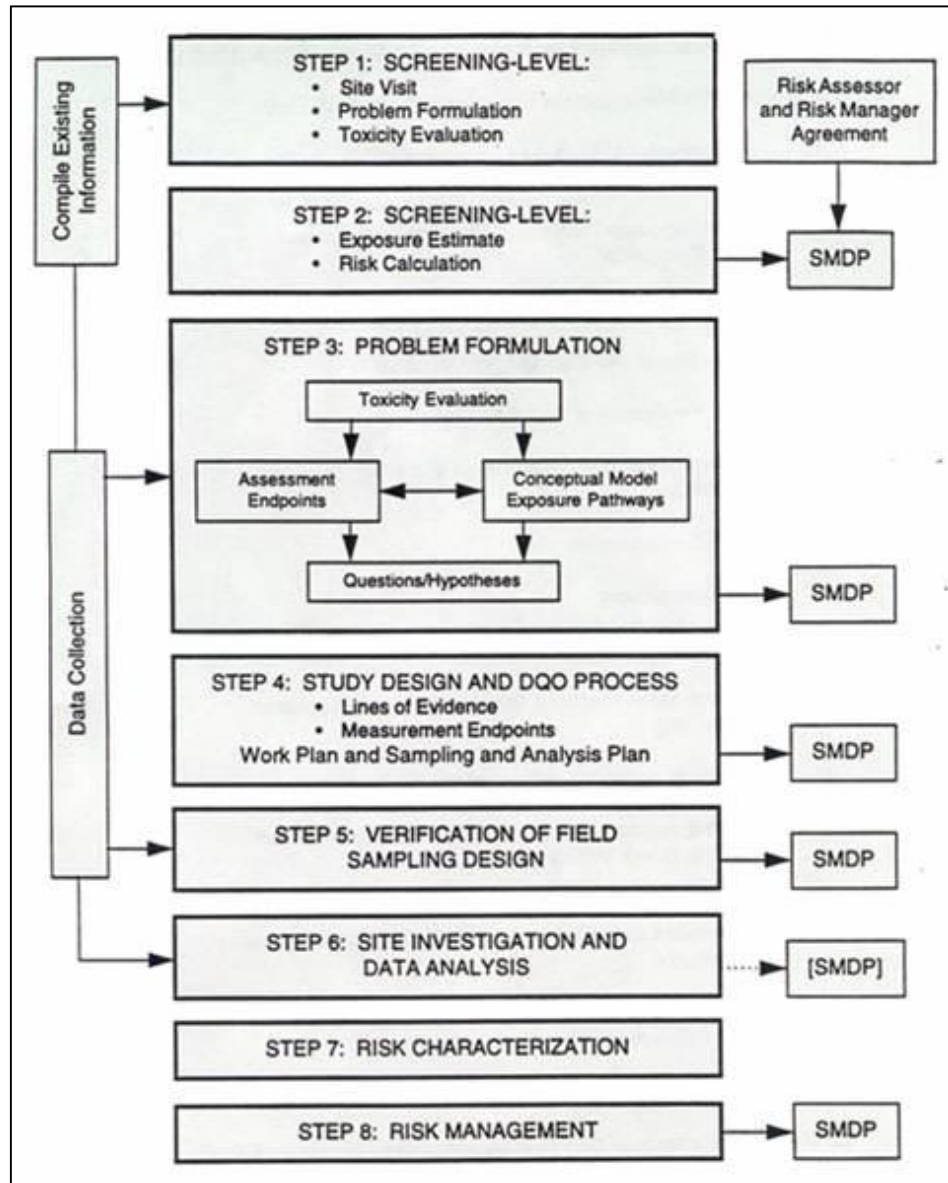 Compile Existing
Information
STEP 1: SCREENING-LEVEL:
• Site Visit
• Problem Formulation
• Toxicity Evaluation
Risk Assessor
and Risk Manager
Agreement
STEP 2: SCREENING-LEVEL:
• Exposure Estimate
• Risk Calculation
SMDP
Data Collection
STEP 3: PROBLEM FORMULATION
Toxicity Evaluation
Assessment
Endpoints
Conceptual Model
Exposure Pathways
Questions/Hypotheses
SMDP
STEP 4: STUDY DESIGN AND DQO PROCESS
• Lines of Evidence
• Measurement Endpoints
Work Plan and Sampling and Analysis Plan
SMDP
STEP 5: VERIFICATION OF FIELD
SAMPLING DESIGN
SMDP
STEP 6: SITE INVESTIGATION AND
DATA ANALYSIS
[SMDP]
STEP 7: RISK CHARACTERIZATION
STEP 8: RISK MANAGEMENT
SMDP